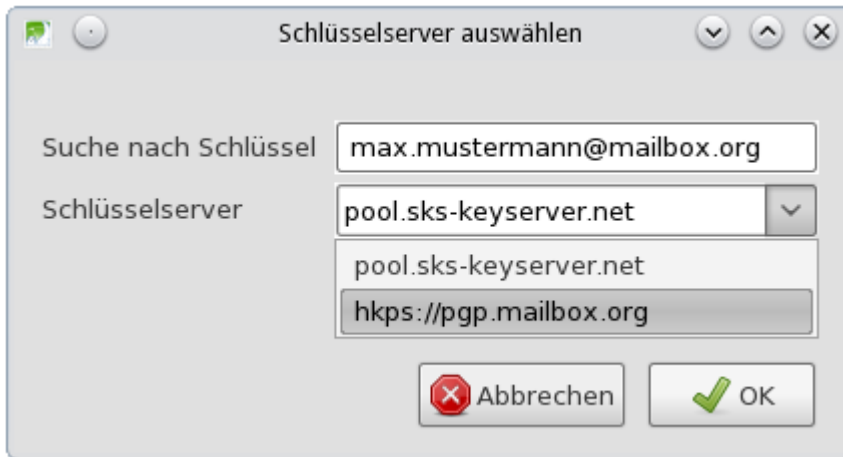 Schlüsselserver auswählen
Suche nach Schlüssel max.mustermann@mailbox.org
Schlüsselserver pool.sks-keyserver.net
pool.sks-keyserver.net
hkps://pgp.mailbox.org
Abbrechen OK